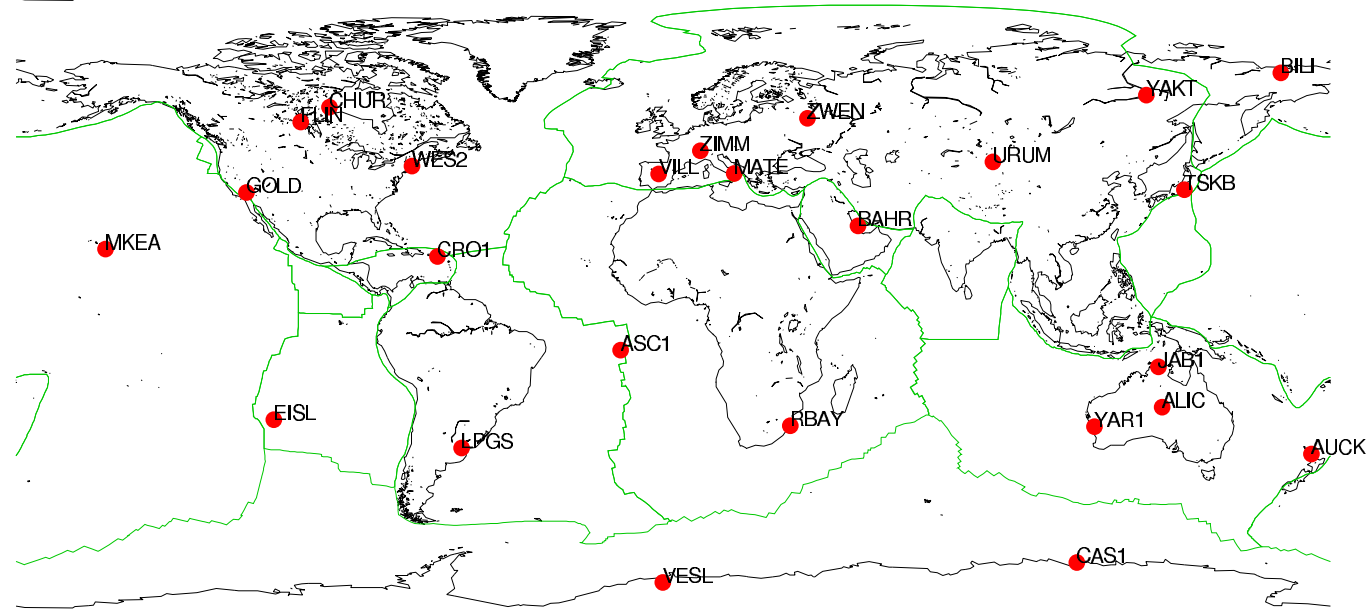 BILI
YAKT
CHUR
FLIN
ZWEN
ZIMM
WES2
URUM
VILL
MATE
GOLD
TSKB
BAHR
MKEA
CRO1
ASC1
JAB1
ALIC
EISL
RBAY
YAR1
LPGS
AUCK
CAS1
VESL